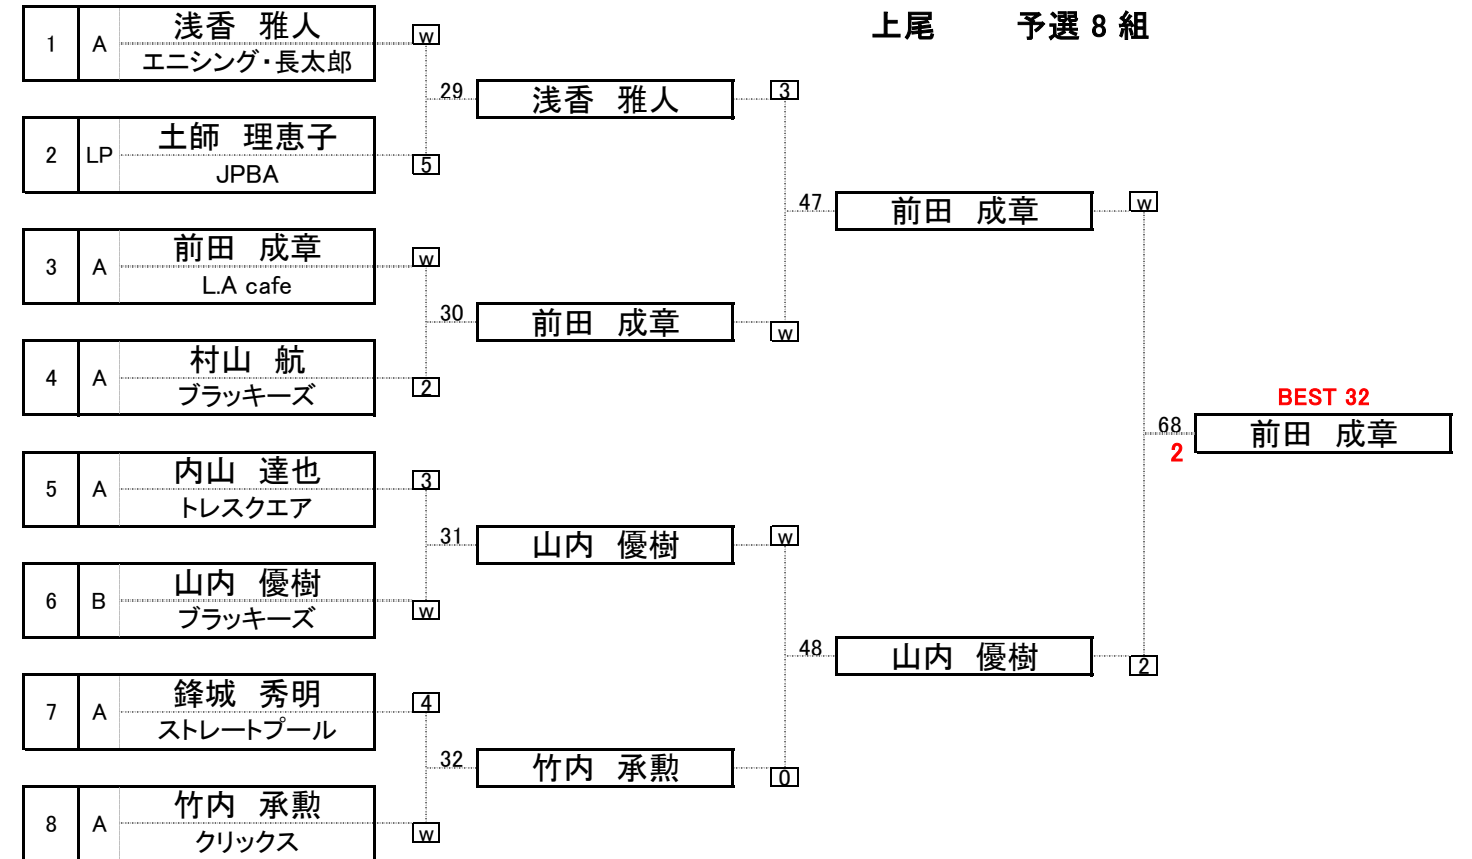 上尾 予選 8 組
1 A 浅香 雅人
エニシング・長太郎
w
29 浅香 雅人 3
2 LP 土師 理恵子
JPBA
5
47 前田 成章 w
3 A 前田 成章
L.A cafe
w
30 前田 成章 w
4 A 村山 航
ブラッキーズ
2
BEST 32
68 前田 成章
2
5 A 内山 達也
トレスクエア
3
31 山内 優樹 w
6 B 山内 優樹
ブラッキーズ
w
48 山内 優樹 2
7 A 鋒城 秀明
ストレートプール
4
32 竹内 承勲 0
8 A 竹内 承勲
クリックス
w